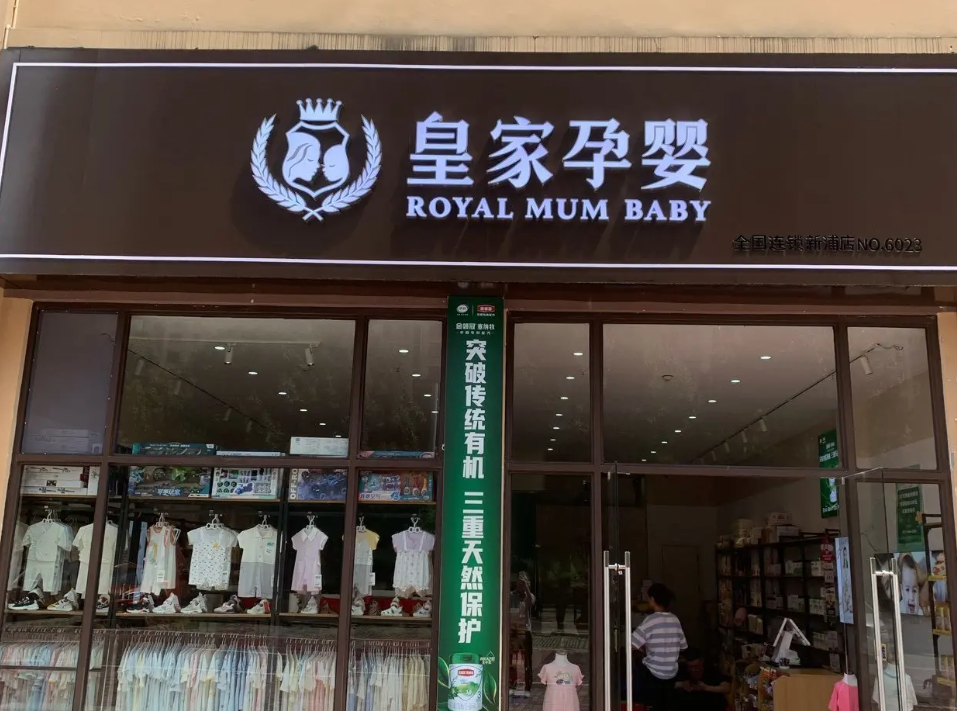 皇家孕婴
ROYAL MUM BABY
全国连锁新浦店NO.6023
突破传统有机 三重天然保护